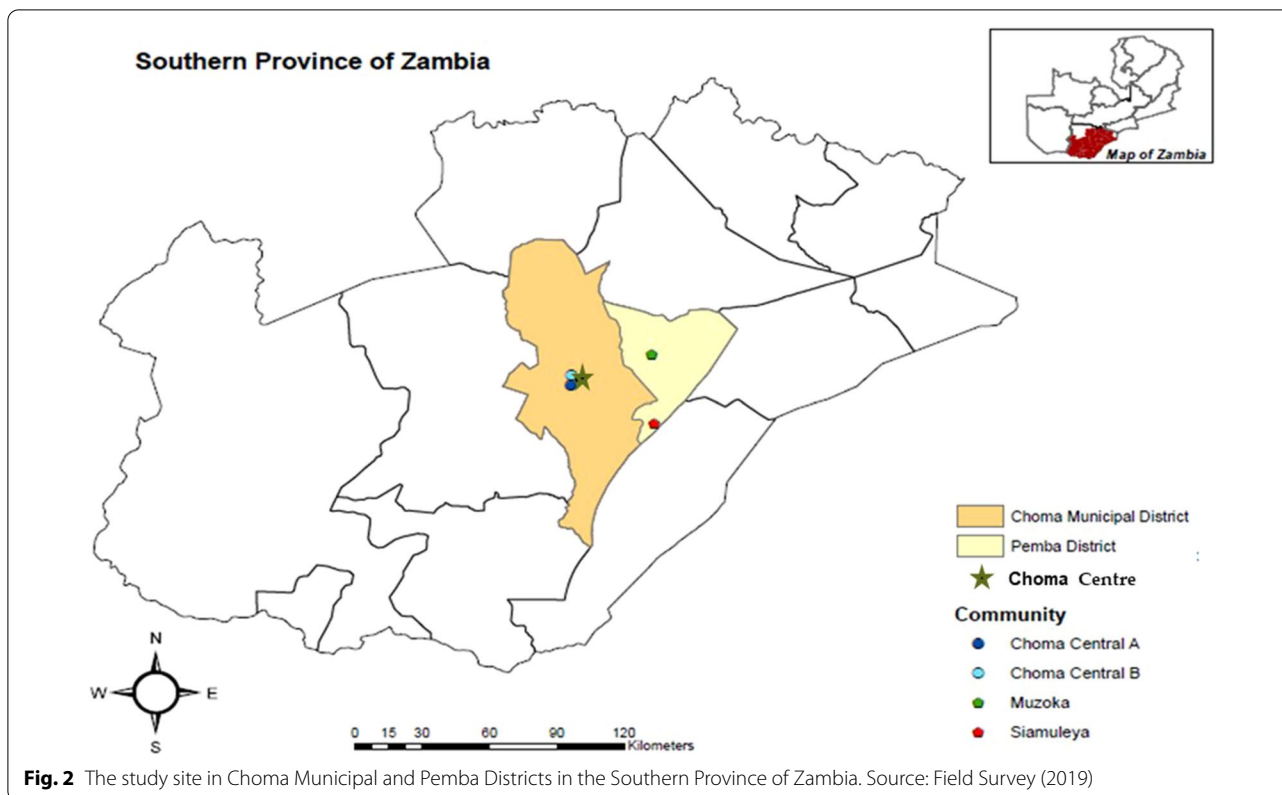 Southern Province of Zambia
Map of Zambia
Choma Municipal District
Pemba District
:
Choma Centre
Community
Choma Central A
Choma Central B
Muzoka
Siamuleya
N
W E
S
0 15 30 60 90 120
Kilometers
Fig. 2 The study site in Choma Municipal and Pemba Districts in the Southern Province of Zambia. Source: Field Survey (2019)